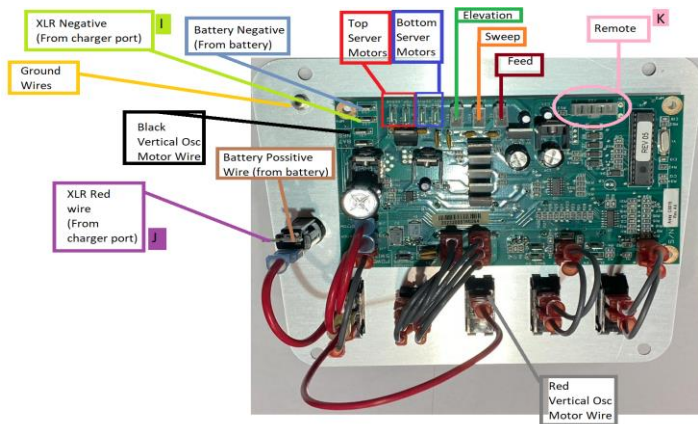 XLR Negative
(From charger port)
I
Battery Negative
(From battery)
Top
Server
Motors
Bottom
Server
Motors
Elevation
Sweep
Feed
K
Remote
Ground
Wires
Black
Vertical Osc
Motor Wire
Battery Possitive
Wire (from battery)
XLR Red
wire
(From
charger port)
J
REV 05
Red
Vertical Osc
Motor Wire